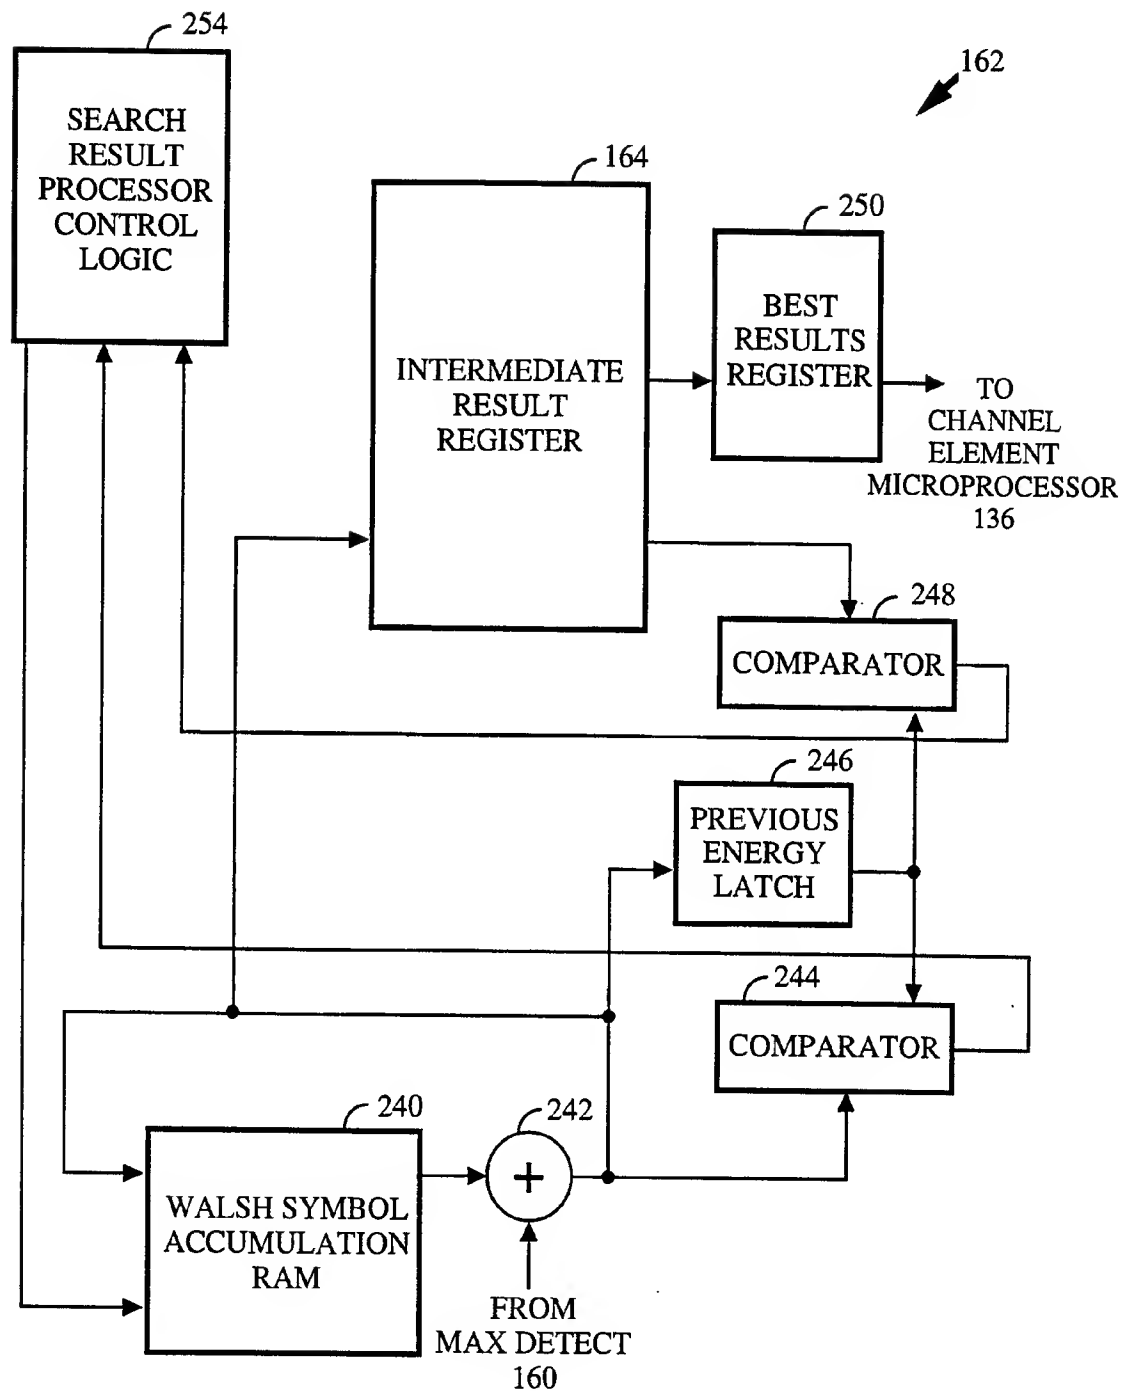 254
SEARCH
RESULT
PROCESSOR
CONTROL
LOGIC
162
164
INTERMEDIATE
RESULT
REGISTER
250
BEST
RESULTS
REGISTER
TO
CHANNEL
ELEMENT
MICROPROCESSOR
136
248
COMPARATOR
246
PREVIOUS
ENERGY
LATCH
244
COMPARATOR
240
WALSH SYMBOL
ACCUMULATION
RAM
242
+
FROM
MAX DETECT
160